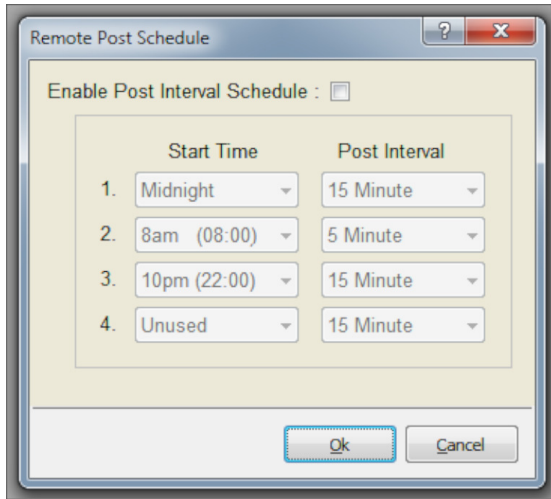 Remote Post Schedule
?
Enable Post Interval Schedule :
Start Time Post Interval
1. Midnight 15 Minute
2. 8am (08:00) 5 Minute
3. 10pm (22:00) 15 Minute
4. Unused 15 Minute
Ok Cancel